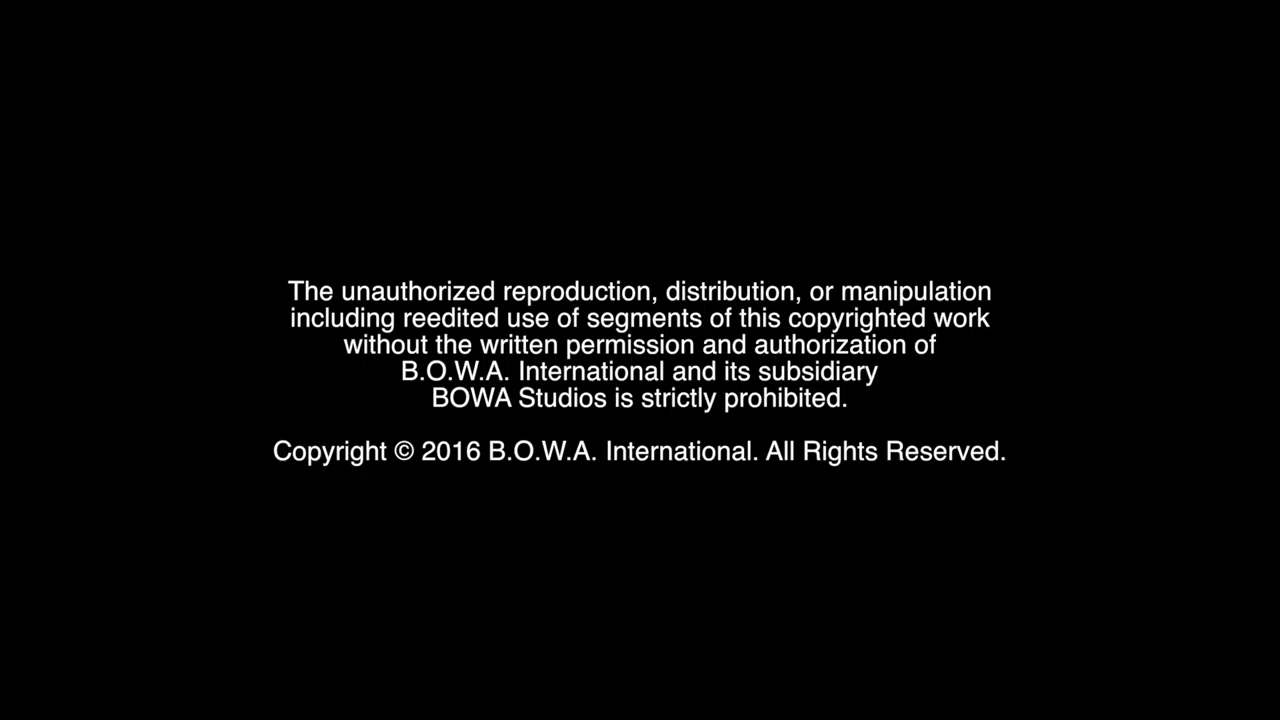 The unauthorized reproduction, distribution, or manipulation
including reedited use of segments of this copyrighted work
without the written permission and authorization of
B.O.W.A. International and its subsidiary
BOWA Studios is strictly prohibited.
Copyright © 2016 B.O.W.A. International. All Rights Reserved.